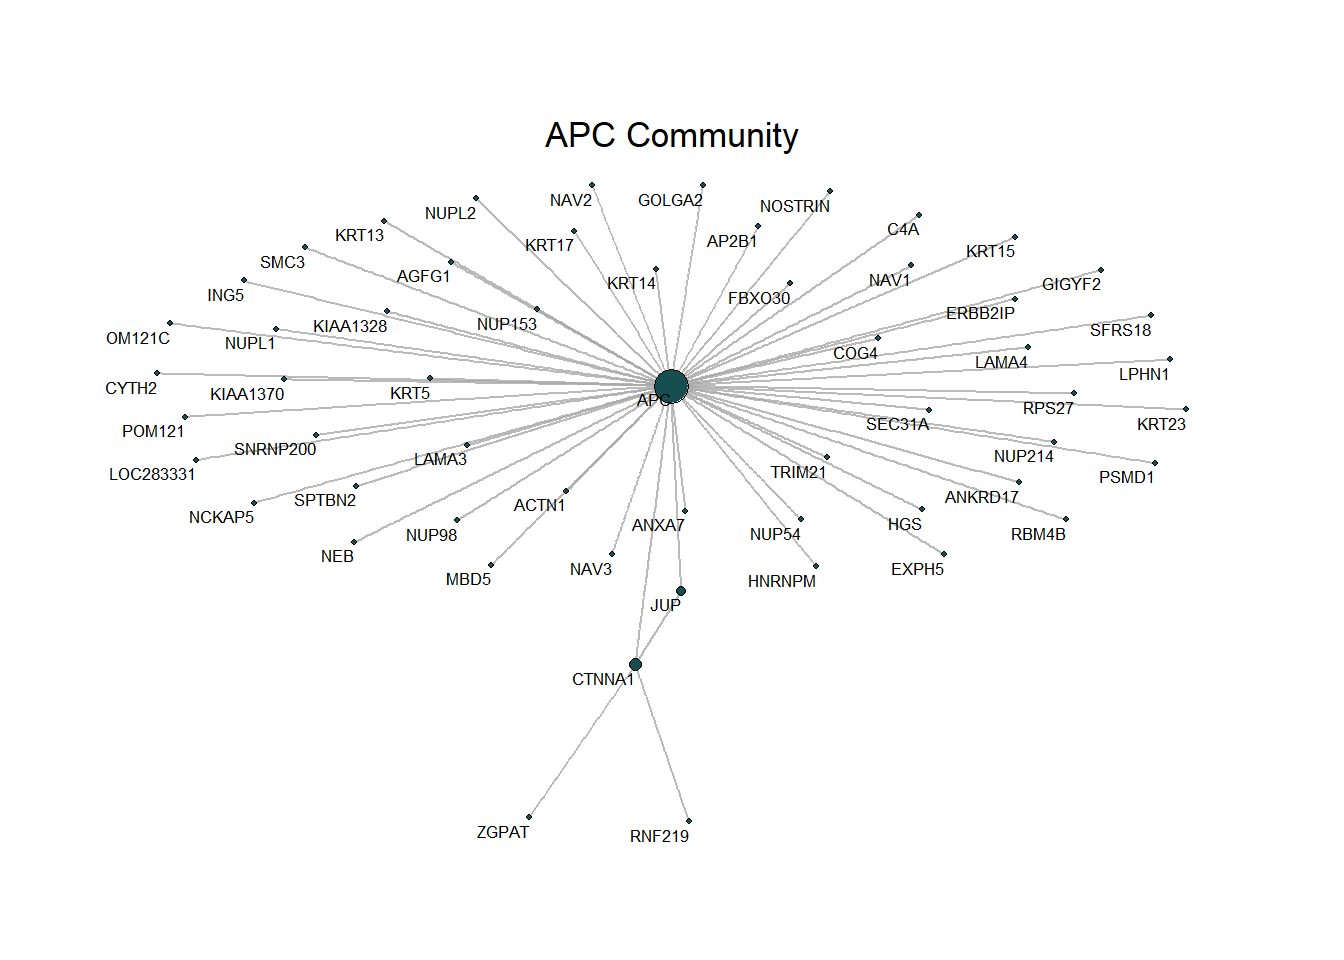 APC Community
NAV2
GOLGA2
NOSTRIN
NUPL2
C4A
KRT13
KRT17
AP2B1
KRT15
SMC3
AGFG1
KRT14
FBXO30
NAV1
GIGYF2
ING5
KIAA1328
NUP153
ERBB2IP
SFRS18
OM121C
NUPL1
COG4
LAMA4
LPHN1
CYTH2
KIAA1370
KRT5
APC
RPS27
KRT23
POM121
SNRNP200
SEC31A
NUP214
LOC283331
LAMA3
TRIM21
PSMD1
NCKAP5
SPTBN2
ACTN1
ANKRD17
NEB
NUP98
ANXA7
NUP54
HGS
RBM4B
MBD5
NAV3
HNRNPM
EXPH5
JUP
CTNNA1
ZGPAT
RNF219